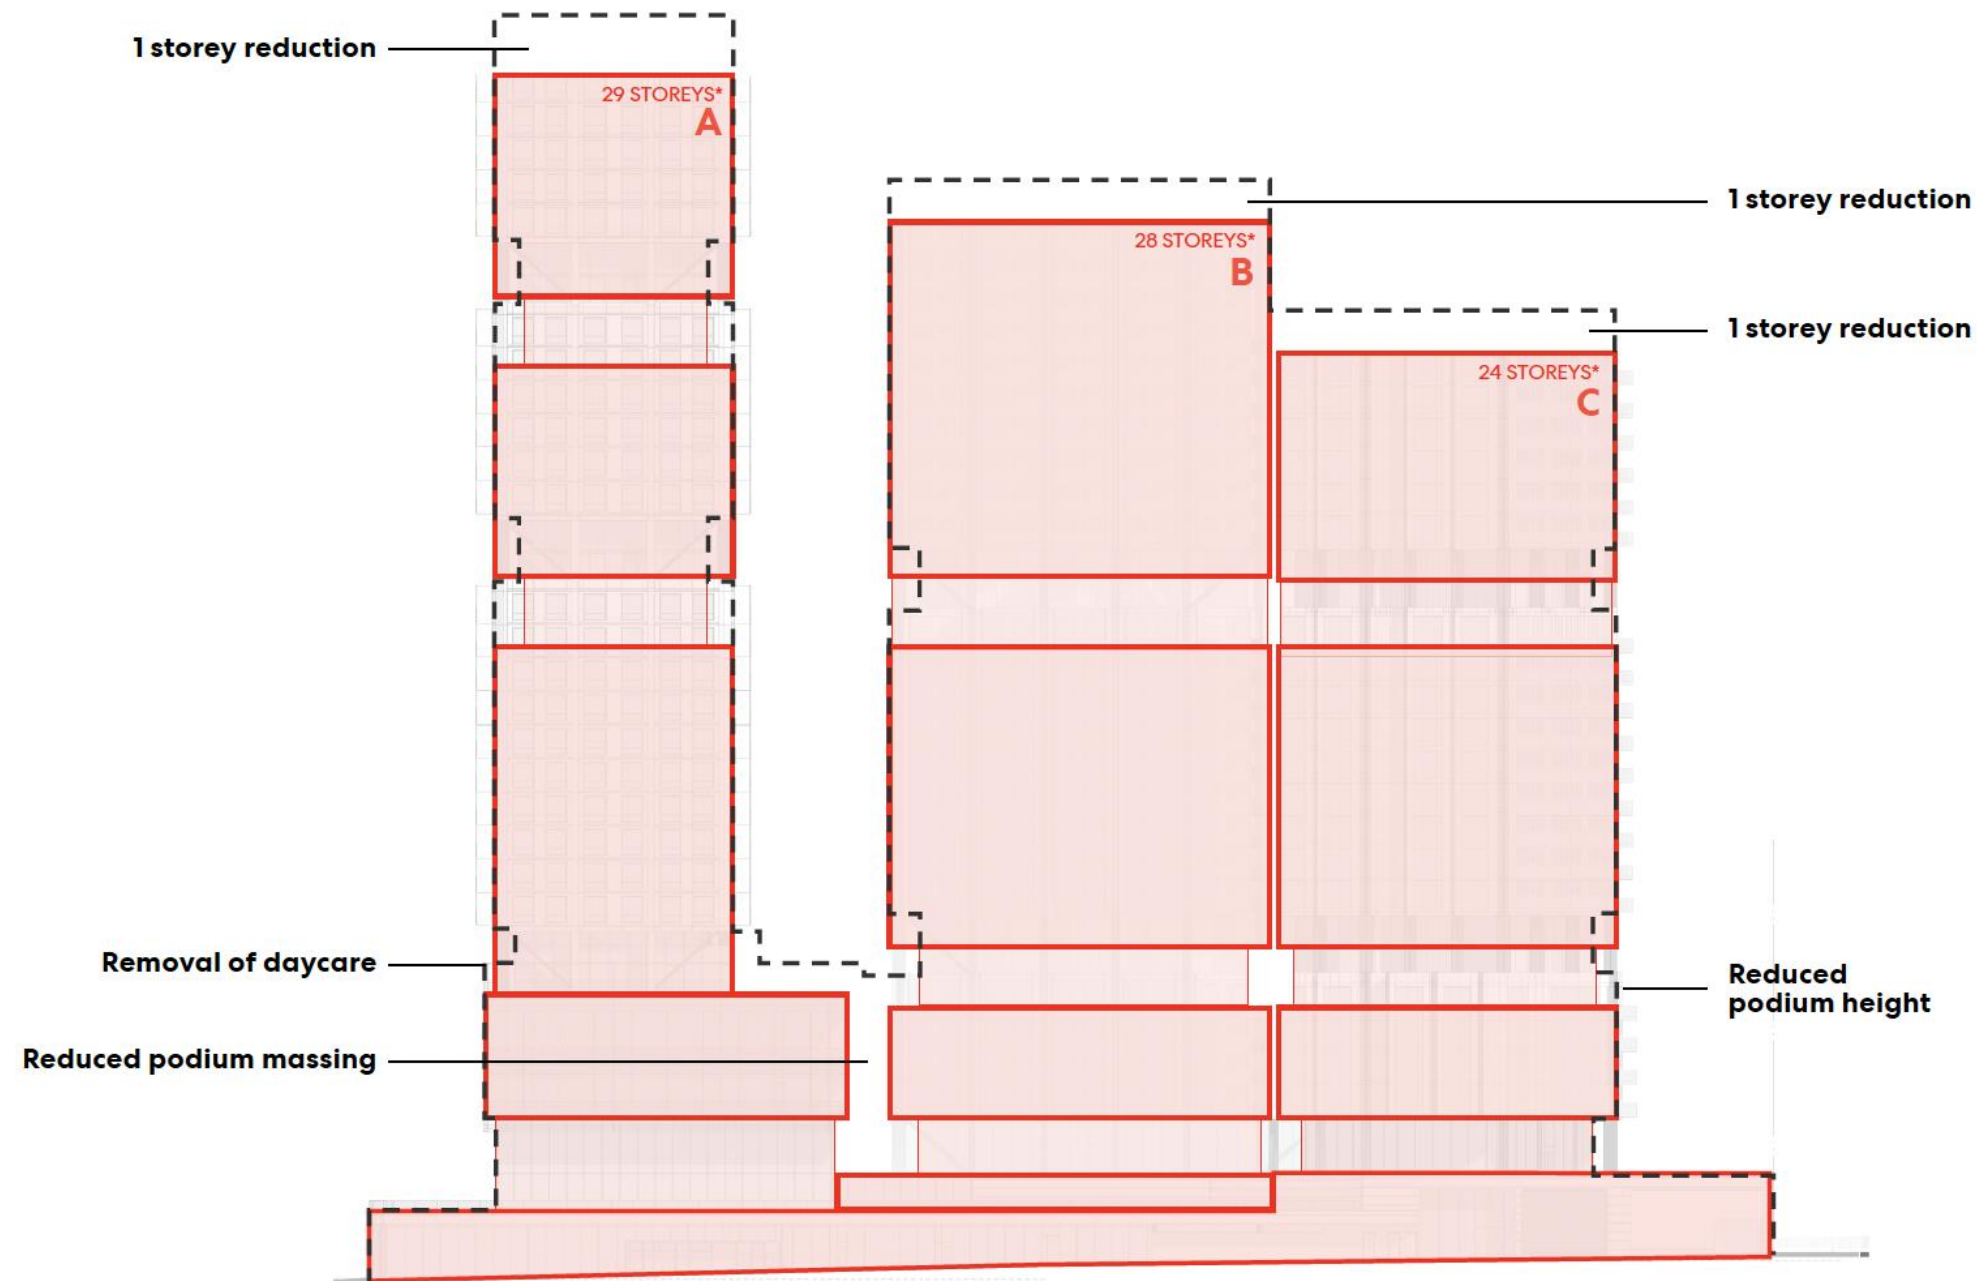 1 storey reduction
29 STOREYS*
A
1 storey reduction
28 STOREYS*
B
1 storey reduction
24 STOREYS*
C
Removal of daycare
Reduced
podium height
Reduced podium massing